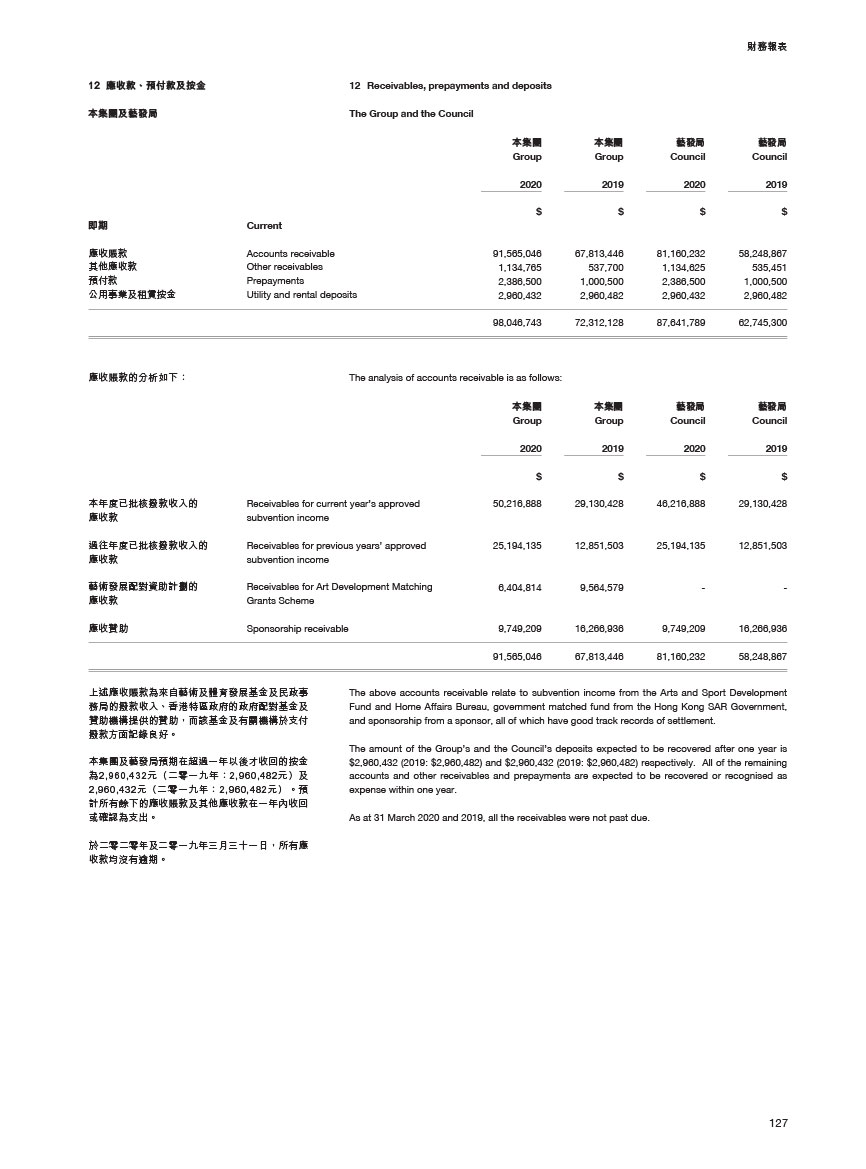 財務報表
12 應收款、預付款及按金
12 Receivables, prepayments and deposits
本集團及藝發局
The Group and the Council
本集團 本集團 藝發局 藝發局
Group Group Council Council
2020 2019 2020 2019
$ $ $ $
即期 Current
應收賬款 Accounts receivable 91,565,046 67,813,446 81,160,232 58,248,867
其他應收款 Other receivables 1,134,765 537,700 1,134,625 535,451
預付款 Prepayments 2,386,500 1,000,500 2,386,500 1,000,500
公用事業及租賃按金 Utility and rental deposits 2,960,432 2,960,482 2,960,432 2,960,482
98,046,743 72,312,128 87,641,789 62,745,300
應收賬款的分析如下：
The analysis of accounts receivable is as follows:
本集團 本集團 藝發局 藝發局
Group Group Council Council
2020 2019 2020 2019
$ $ $ $
本年度已批核撥款收入的 Receivables for current year's approved 50,216,888 29,130,428 46,216,888 29,130,428
應收款 subvention income
過往年度已批核撥款收入的 Receivables for previous years' approved 25,194,135 12,851,503 25,194,135 12,851,503
應收款 subvention income
藝術發展配對資助計劃的 Receivables for Art Development Matching 6,404,814 9,564,579 - -
應收款 Grants Scheme
應收贊助 Sponsorship receivable 9,749,209 16,266,936 9,749,209 16,266,936
91,565,046 67,813,446 81,160,232 58,248,867
上述應收賬款為來自藝術及體育發展基金及民政事
務局的撥款收入、香港特區政府的政府配對基金及
贊助機構提供的贊助，而該基金及有關機構於支付
撥款方面記錄良好。
本集團及藝發局預期在超過一年以後才收回的按金
為2,960,432元（二零一九年：2,960,482元）及
2,960,432元（二零一九年：2,960,482元）。預
計所有餘下的應收賬款及其他應收款在一年內收回
或確認為支出。
於二零二零年及二零一九年三月三十一日，所有應
收款均沒有逾期。
The above accounts receivable relate to subvention income from the Arts and Sport Development
Fund and Home Affairs Bureau, government matched fund from the Hong Kong SAR Government,
and sponsorship from a sponsor, all of which have good track records of settlement.
The amount of the Group's and the Council's deposits expected to be recovered after one year is
$2,960,432 (2019: $2,960,482) and $2,960,432 (2019: $2,960,482) respectively. All of the remaining
accounts and other receivables and prepayments are expected to be recovered or recognised as
expense within one year.
As at 31 March 2020 and 2019, all the receivables were not past due.
127